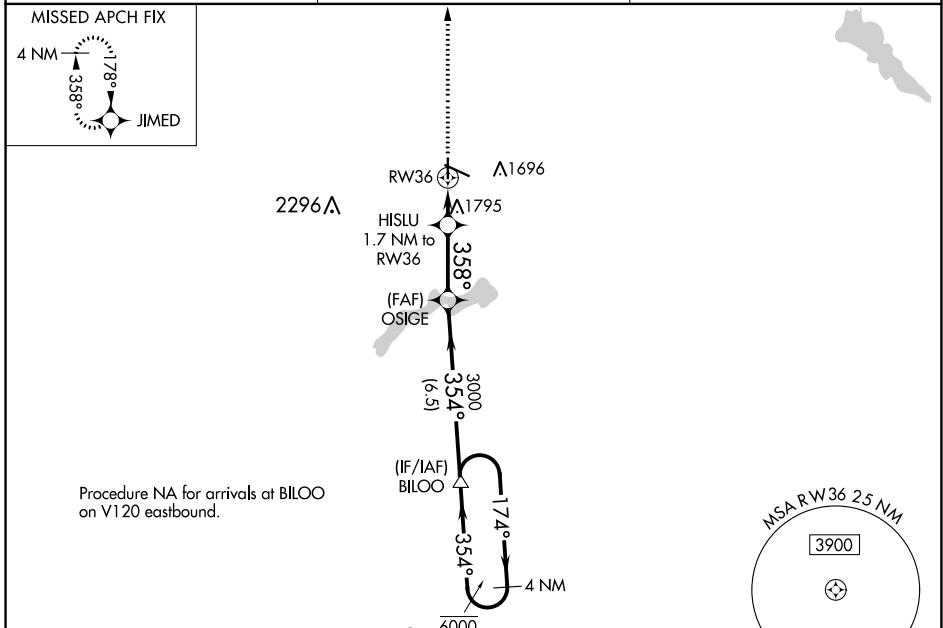 MISSED APCH FIX
4 NM
178°
358°
JIMED
RW36
1696
2296
1795
HISLU
1.7 NM to
RW36
358°
(FAF)
OSIGE
3000
354°
(6.5)
(IF/IAF)
BILOO
Procedure NA for arrivals at BILOO
on V120 eastbound.
174°
354°
4 NM
6000
MSA RW36 25 NM
3900